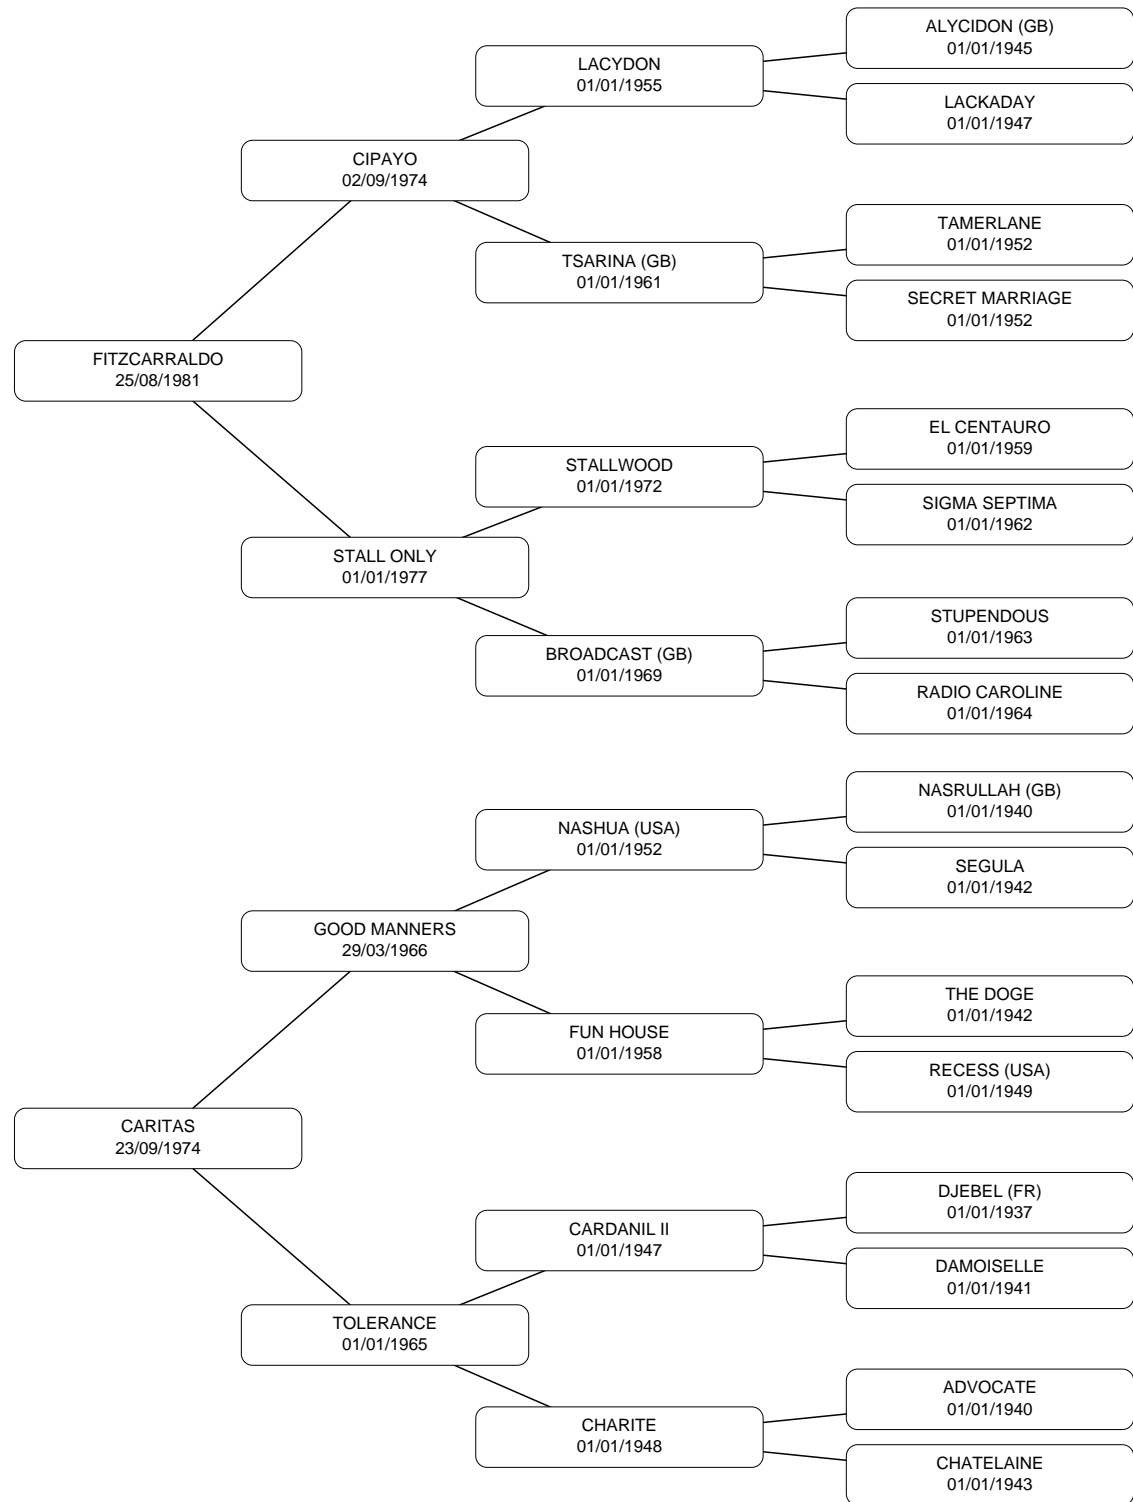 ALYCIDON (GB)
01/01/1945
LACYDON
01/01/1955
LACKADAY
01/01/1947
CIPAYO
02/09/1974
TAMERLANE
01/01/1952
TSARINA (GB)
01/01/1961
SECRET MARRIAGE
01/01/1952
FITZCARRALDO
25/08/1981
EL CENTAURO
01/01/1959
STALLWOOD
01/01/1972
SIGMA SEPTIMA
01/01/1962
STALL ONLY
01/01/1977
STUPENDOUS
01/01/1963
BROADCAST (GB)
01/01/1969
RADIO CAROLINE
01/01/1964
NASRULLAH (GB)
01/01/1940
NASHUA (USA)
01/01/1952
SEGULA
01/01/1942
GOOD MANNERS
29/03/1966
THE DOGE
01/01/1942
FUN HOUSE
01/01/1958
RECESS (USA)
01/01/1949
CARITAS
23/09/1974
DJEBEL (FR)
01/01/1937
CARDANIL II
01/01/1947
DAMOISELLE
01/01/1941
TOLERANCE
01/01/1965
ADVOCATE
01/01/1940
CHARITE
01/01/1948
CHATELAINE
01/01/1943